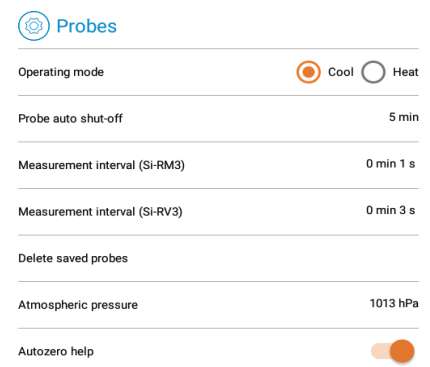 Probes
Operating mode Cool Heat
Probe auto shut-off 5 min
Measurement interval (Si-RM3) 0 min 1 s
Measurement interval (Si-RV3) 0 min 3 s
Delete saved probes
Atmospheric pressure 1013 hPa
Autozero help